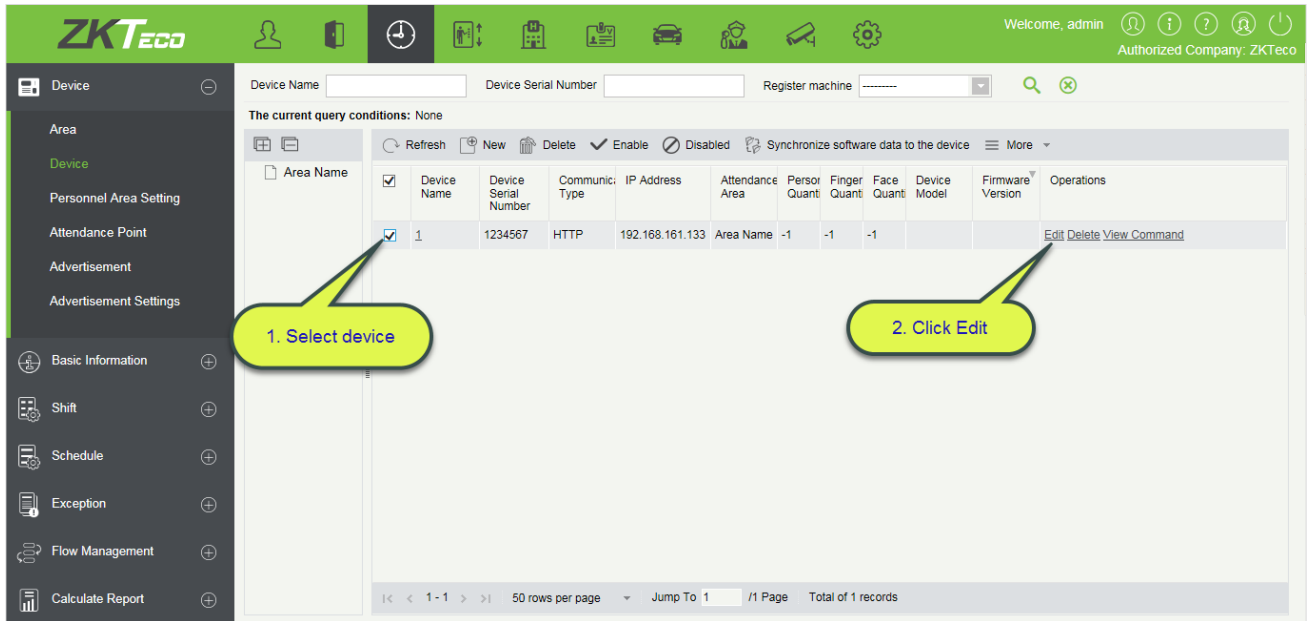 ZKTeco
Welcome, admin
Authorized Company: ZKTeco
Device
Area
Device
Personnel Area Setting
Attendance Point
Advertisement
Advertisement Settings
Basic Information
Shift
Schedule
Exception
Flow Management
Calculate Report
Device Name Device Serial Number Register machine ---------
The current query conditions: None
Area Name
Refresh New Delete Enable Disabled Synchronize software data to the device More
Device Name Device Serial Number Communica Type IP Address Attendance Area Person Quanti Finger Quanti Face Quanti Device Model Firmware Version Operations
1 1234567 HTTP 192.168.161.133 Area Name -1 -1 -1 Edit Delete View Command
1. Select device
2. Click Edit
1 - 1 50 rows per page Jump To 1 /1 Page Total of 1 records